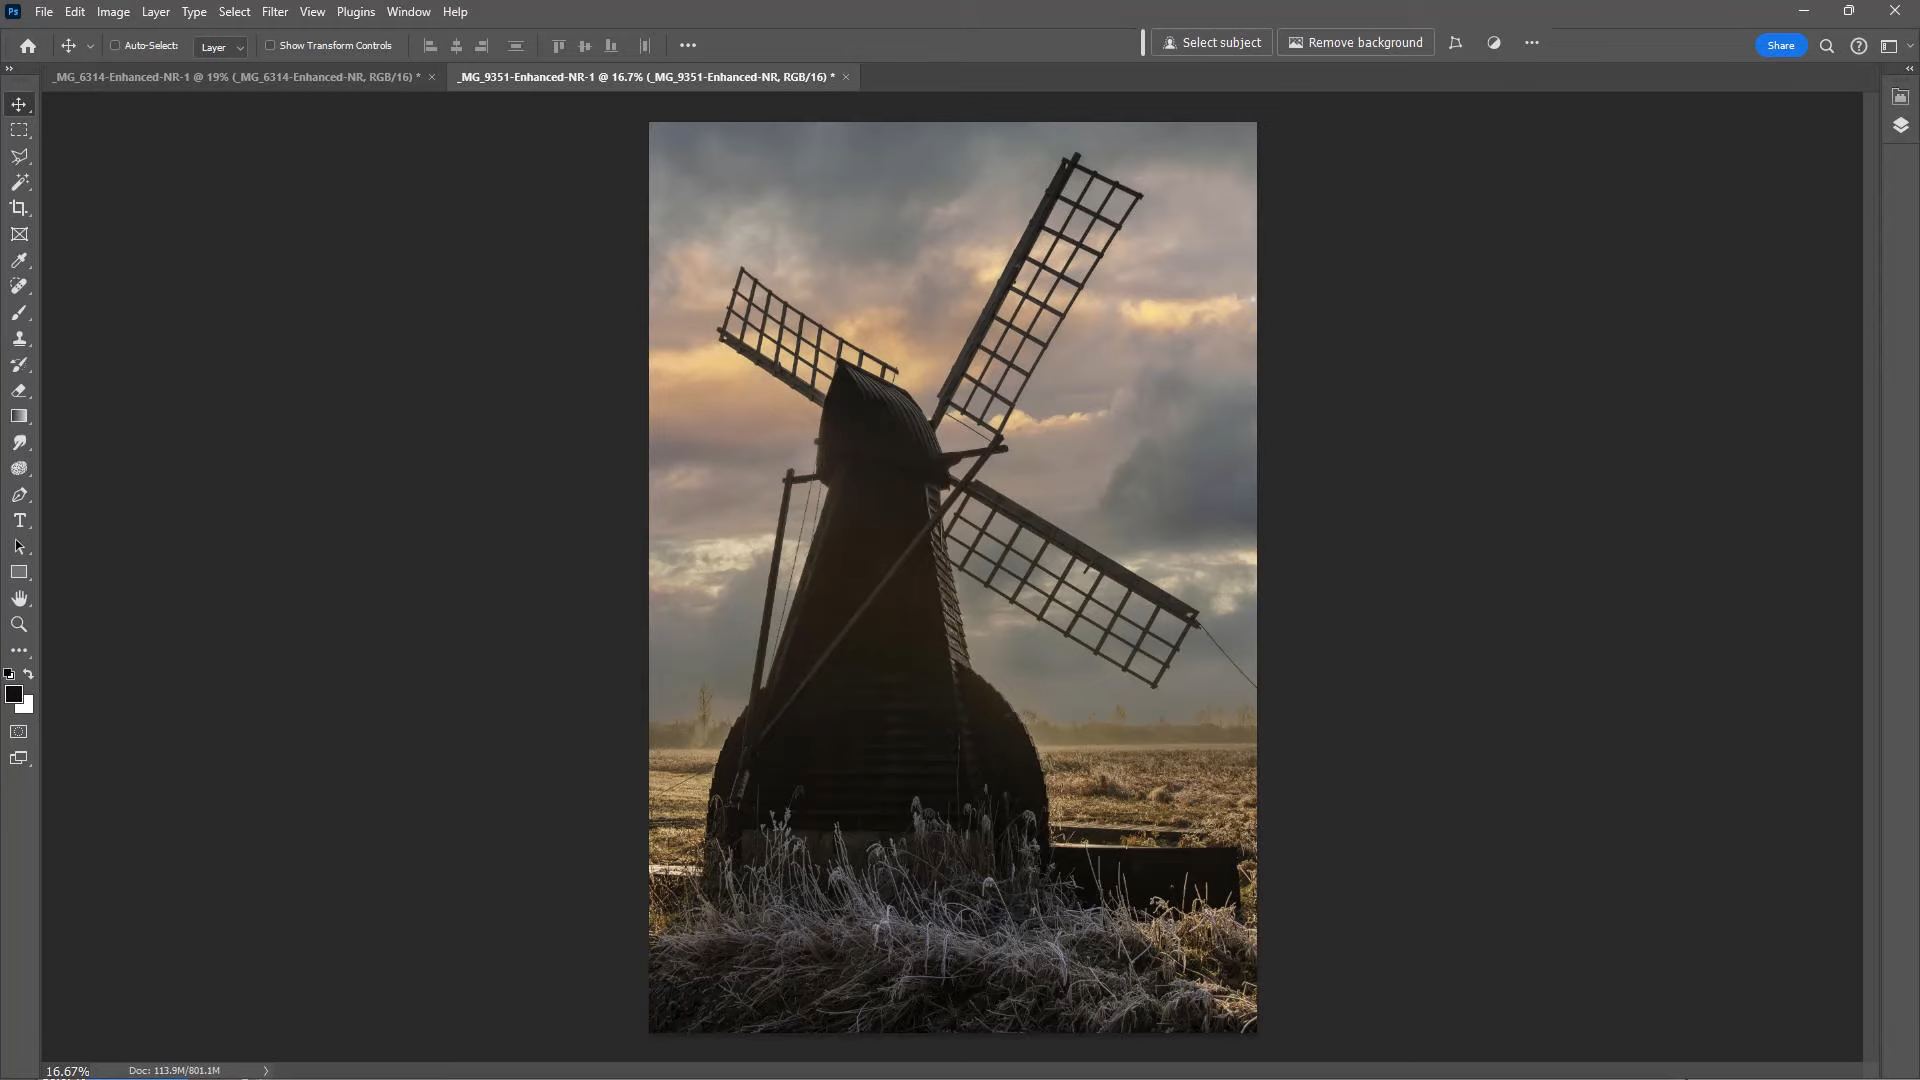 Ps File Edit Image Layer Type Select Filter View Plugins Window Help
Auto-Select: Layer Show Transform Controls Select subject Remove background Share
_MG_6314-Enhanced-NR-1 @ 19% (_MG_6314-Enhanced-NR, RGB/16) * _MG_9351-Enhanced-NR-1 @ 16.7% (_MG_9351-Enhanced-NR, RGB/16) *
T
16.67% Doc: 113.9M/801.1M